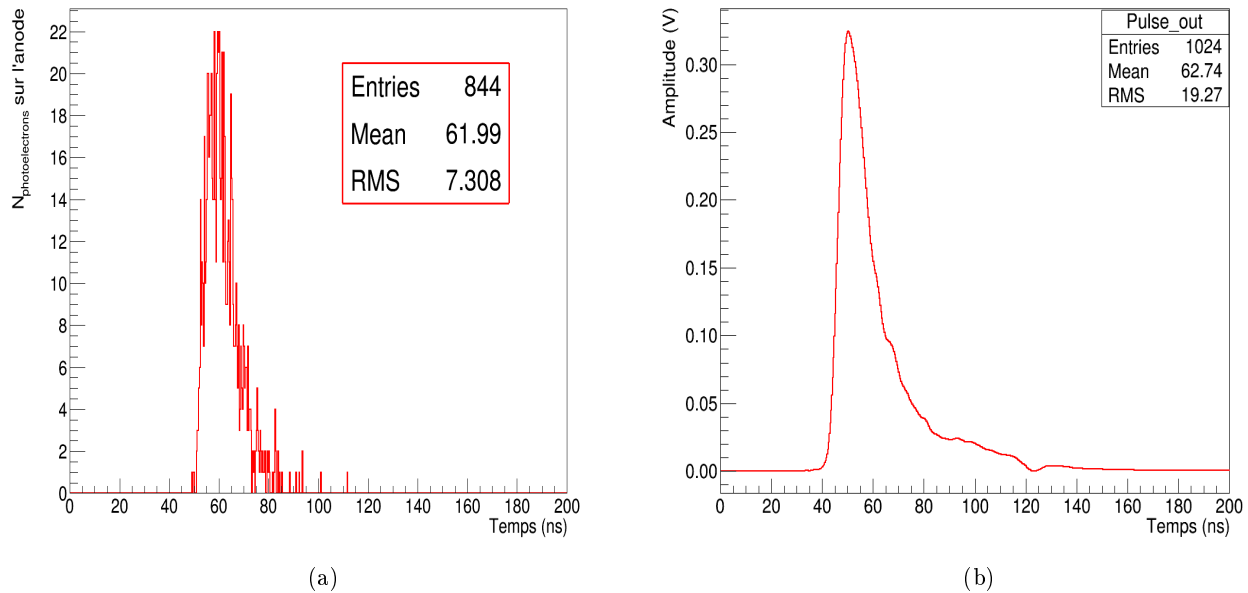 N photoelectrons sur l'anode
22
20
18
16
14
12
10
8
6
4
2
0
0 20 40 60 80 100 120 140 160 180 200
Temps (ns)
Entries 844
Mean 61.99
RMS 7.308
(a)
Amplitude (V)
0.30
0.25
0.20
0.15
0.10
0.05
0.00
0 20 40 60 80 100 120 140 160 180 200
Temps (ns)
Pulse_out
Entries 1024
Mean 62.74
RMS 19.27
(b)